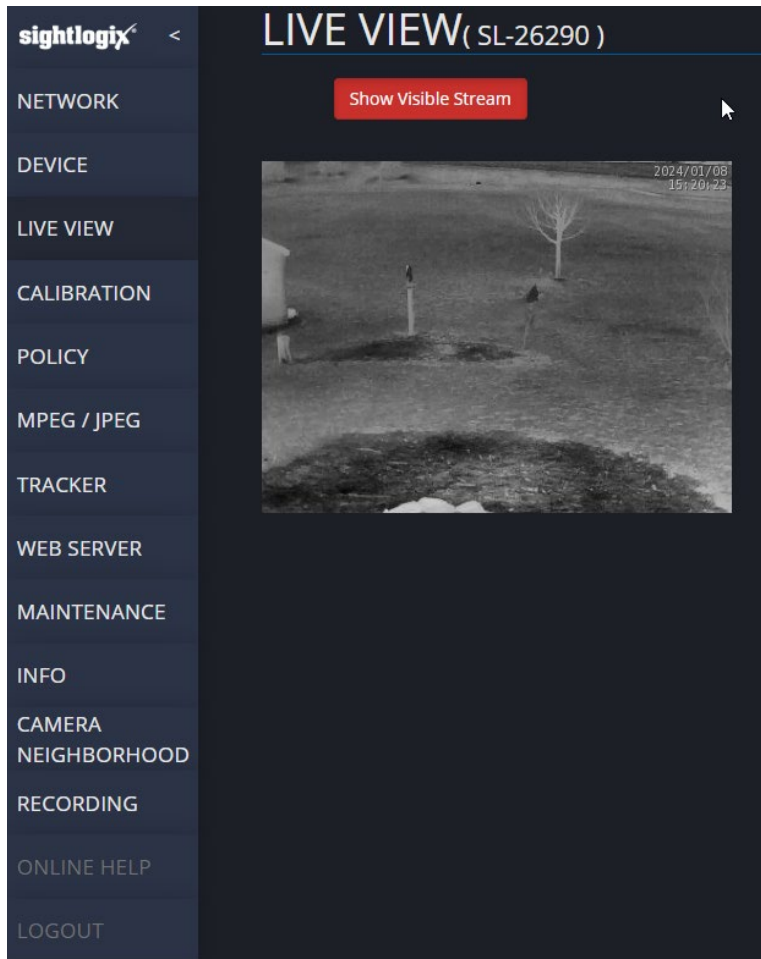 sightlogix <
LIVE VIEW( SL-26290 )
Show Visible Stream
2024/01/08
15:20:23
NETWORK
DEVICE
LIVE VIEW
CALIBRATION
POLICY
MPEG / JPEG
TRACKER
WEB SERVER
MAINTENANCE
INFO
CAMERA
NEIGHBORHOOD
RECORDING
ONLINE HELP
LOGOUT